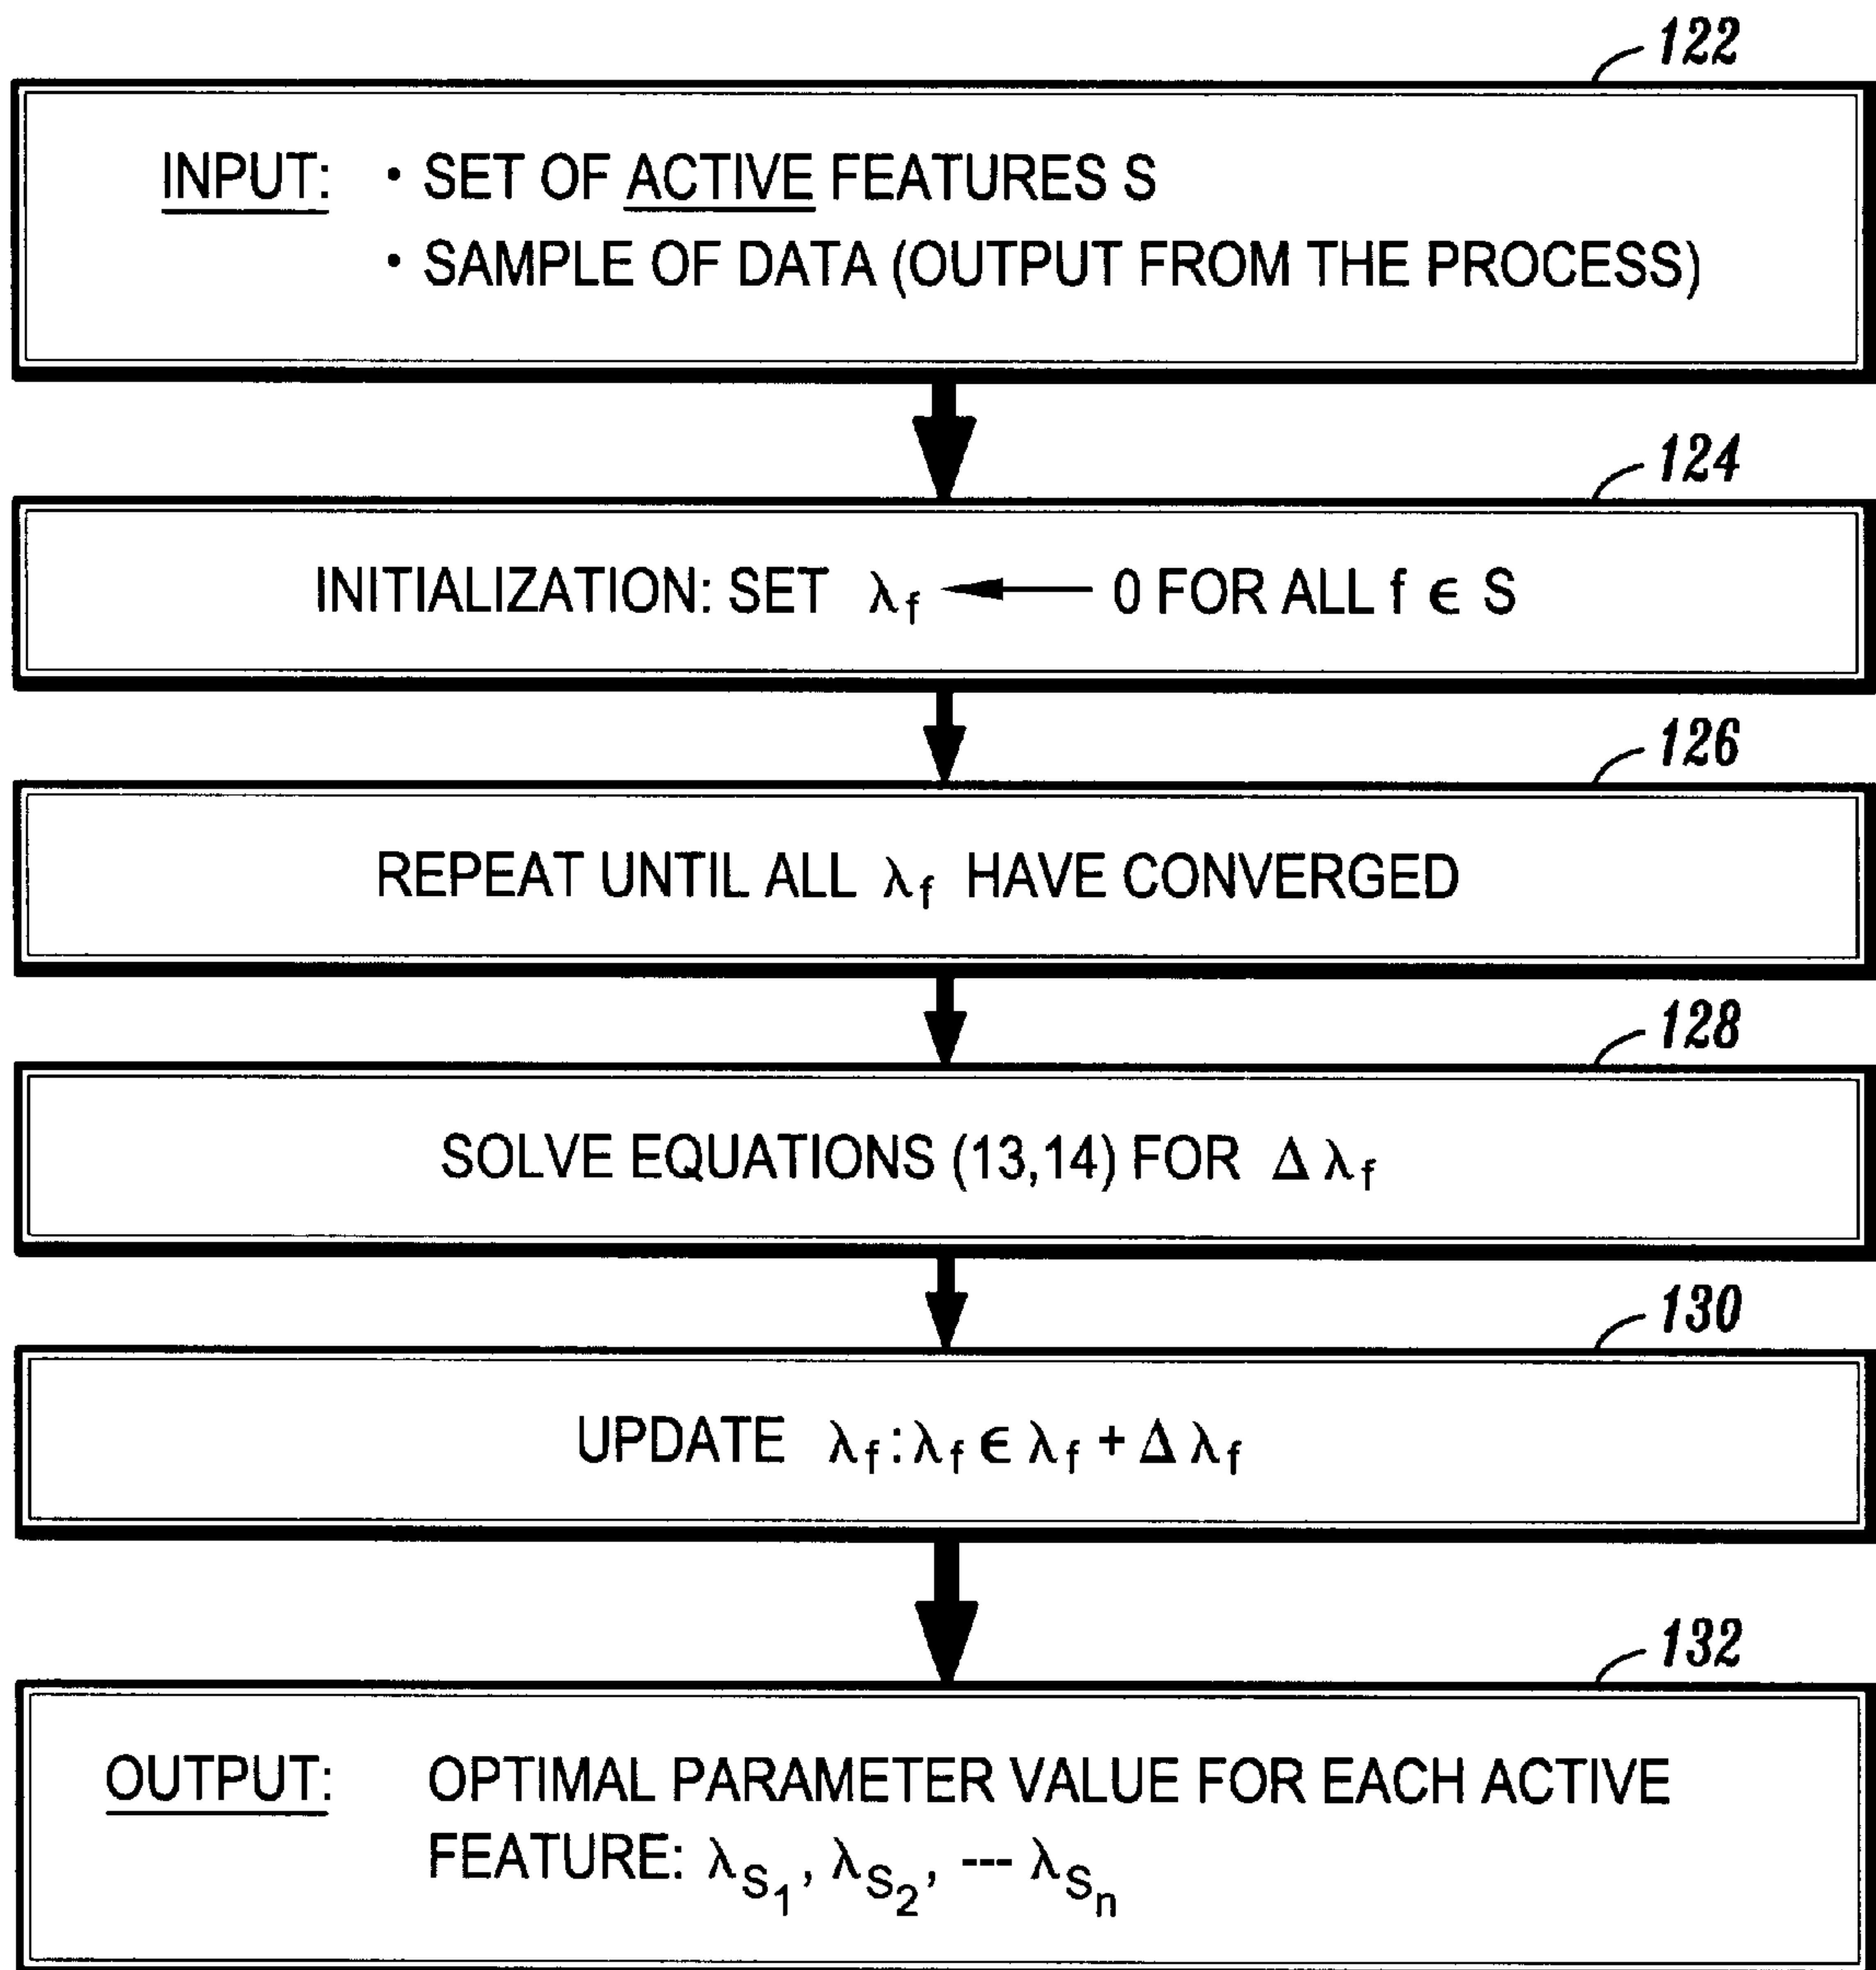 122
INPUT: • SET OF ACTIVE FEATURES S
• SAMPLE OF DATA (OUTPUT FROM THE PROCESS)
124
INITIALIZATION: SET λf ← 0 FOR ALL f ϵ S
126
REPEAT UNTIL ALL λf HAVE CONVERGED
128
SOLVE EQUATIONS (13,14) FOR Δ λf
130
UPDATE λf : λf ϵ λf + Δ λf
132
OUTPUT: OPTIMAL PARAMETER VALUE FOR EACH ACTIVE
FEATURE: λS1, λS2, --- λSn